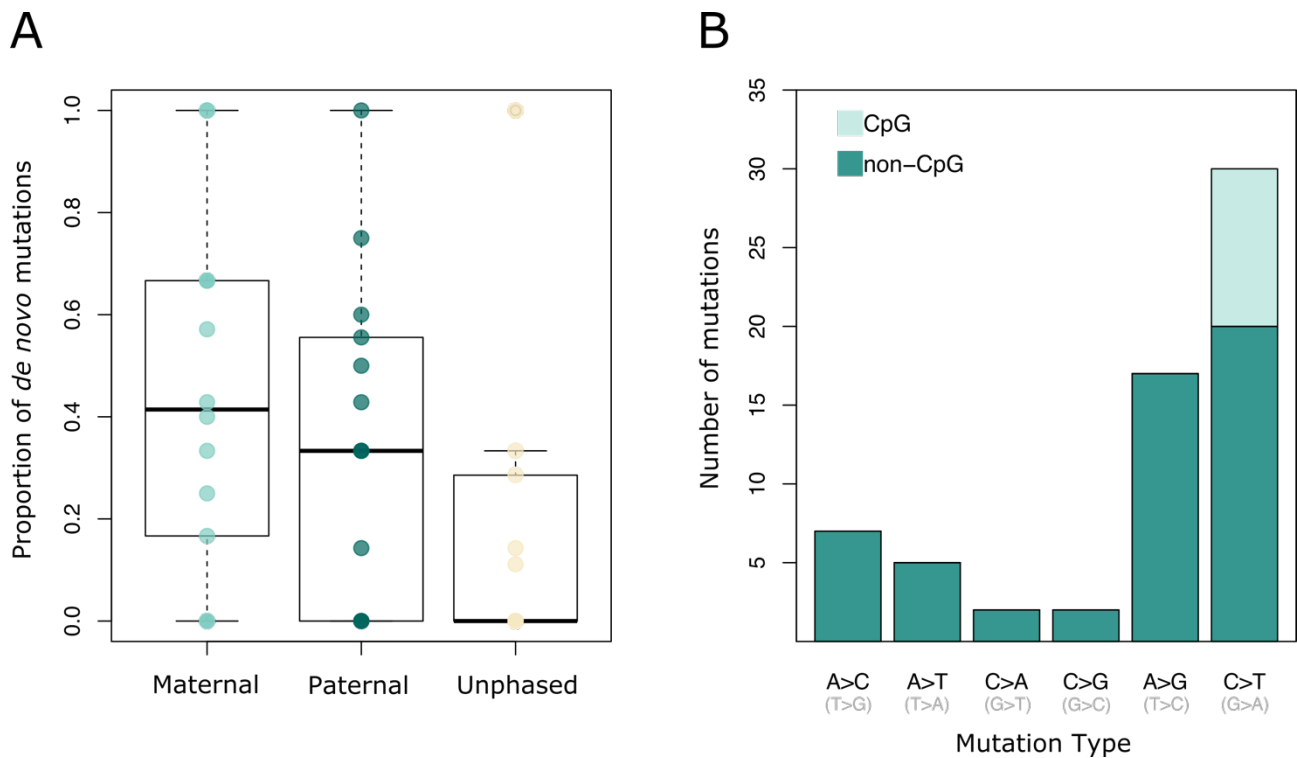 A
Proportion of de novo mutations
1.0
0.8
0.6
0.4
0.2
0.0
Maternal
Paternal
Unphased
B
Number of mutations
35
30
25
20
15
10
5
CpG
non-CpG
A>C
(T>G)
A>T
(T>A)
C>A
(G>T)
C>G
(G>C)
A>G
(T>C)
C>T
(G>A)
Mutation Type